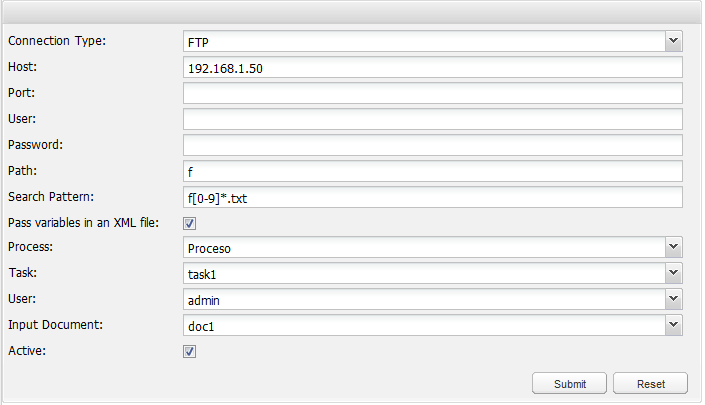 Connection Type: FTP
Host: 192.168.1.50
Port:
User:
Password:
Path: f
Search Pattern: f[0-9]*.txt
Pass variables in an XML file:
Process: Proceso
Task: task1
User: admin
Input Document: doc1
Active:
Submit Reset